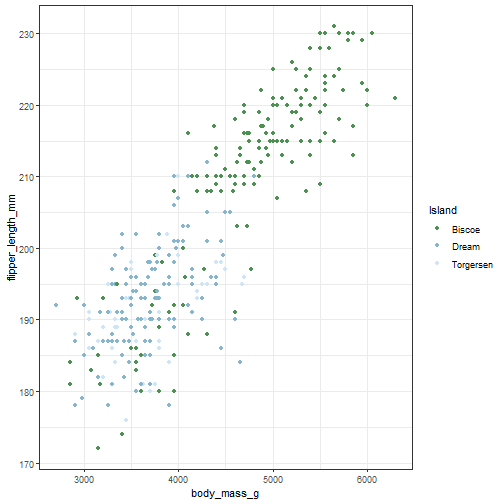 230
220
210
200
190
180
170
flipper_length_mm
3000 4000 5000 6000
body_mass_g
Island
Biscoe
Dream
Torgersen